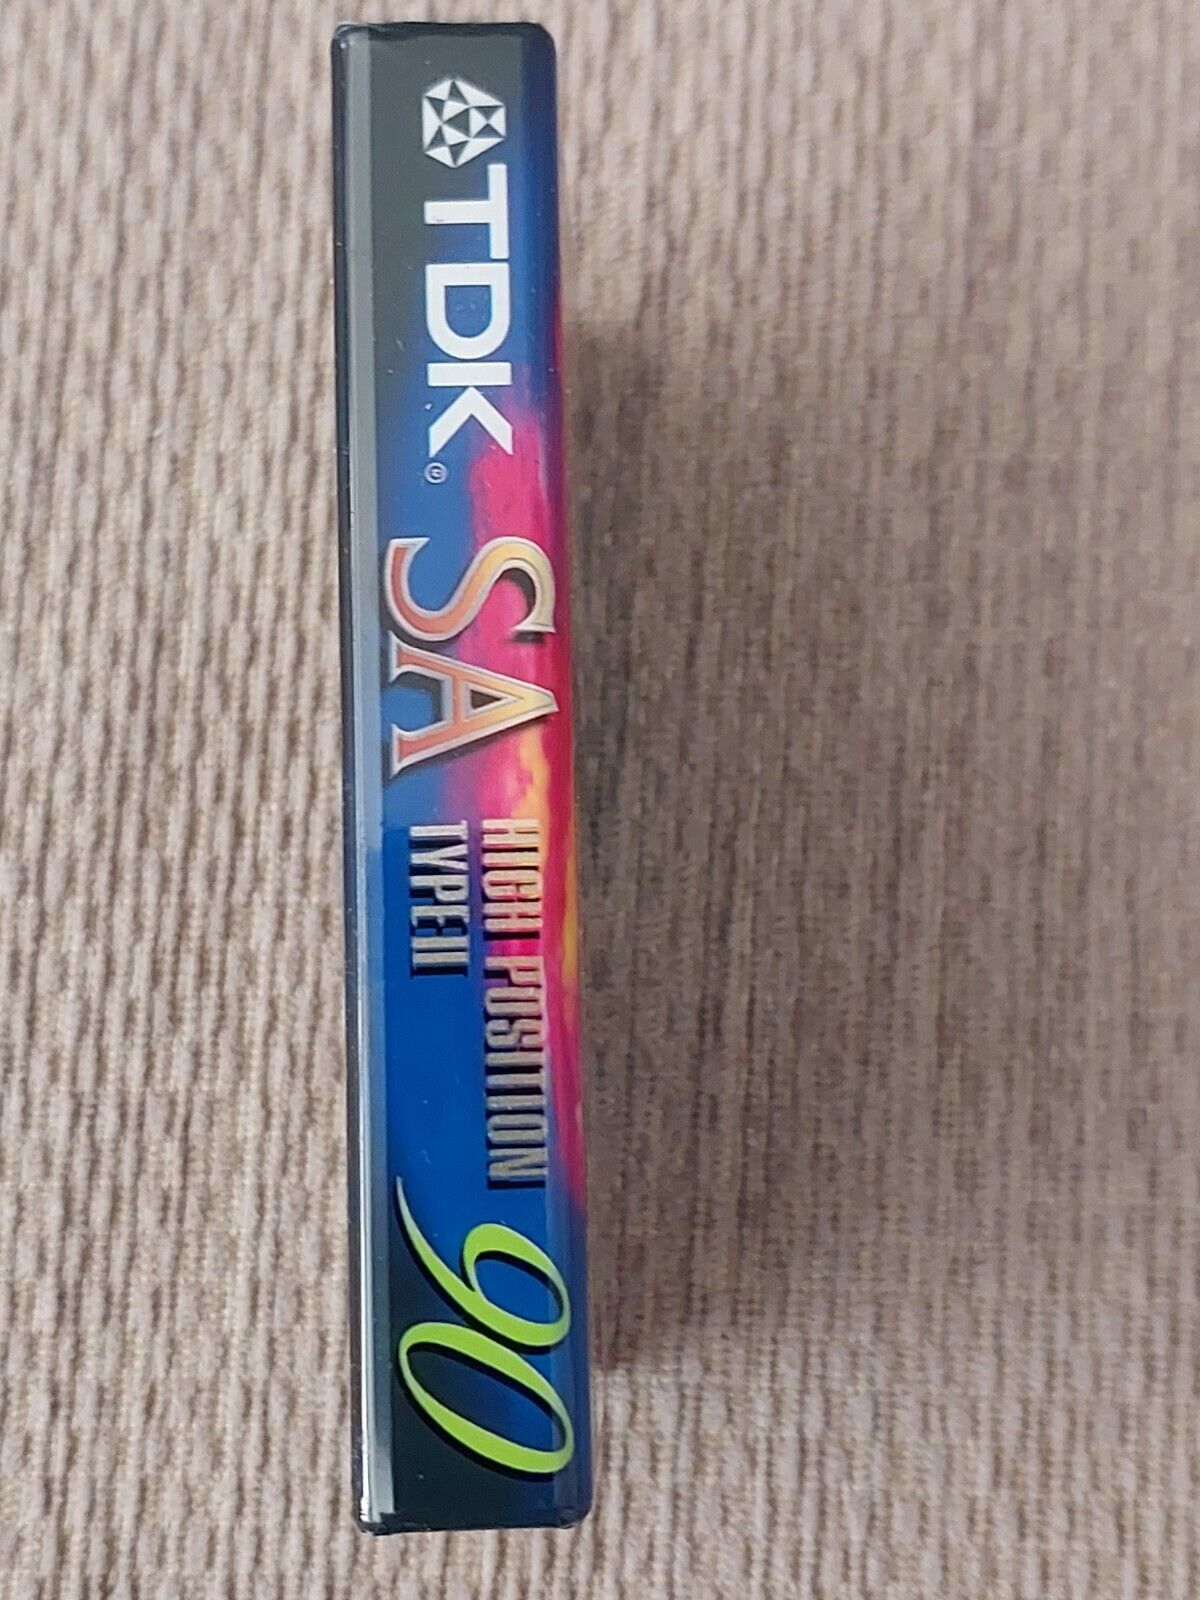 TDK®
SA
HIGH POSITION
TYPE II
90